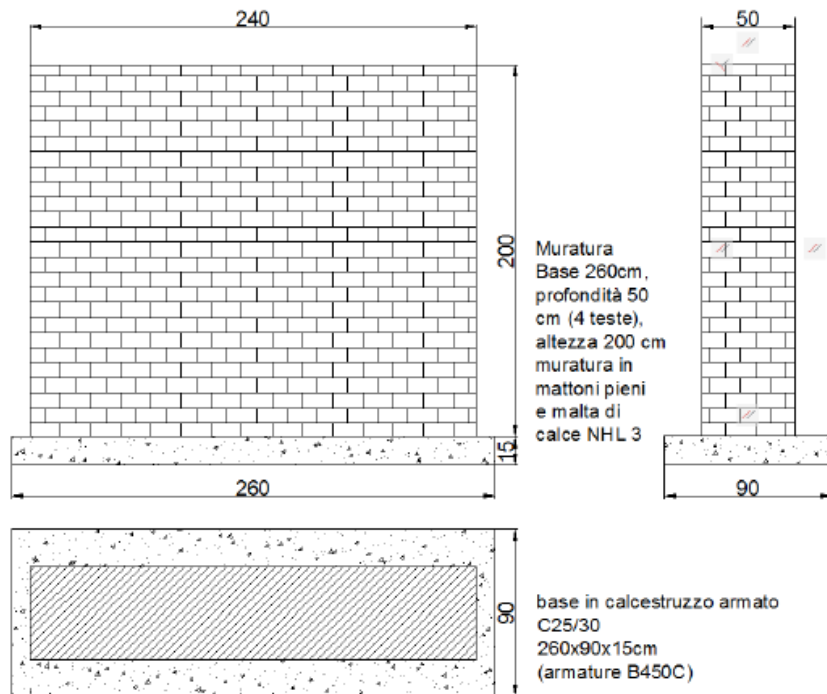 240
50
200
Muratura
Base 260cm,
profondità 50
cm (4 teste),
altezza 200 cm
muratura in
mattoni pieni
e malta di
calce NHL 3
15
260
90
90
base in calcestruzzo armato
C25/30
260x90x15cm
(armature B450C)